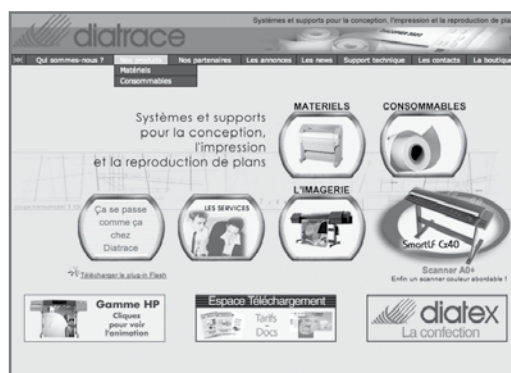 Systèmes et supports pour la conception, l'impression et la reproduction de pla
diatrace
Qui sommes-nous ? Nos produits Nos partenaires Les annonces Les news Support technique Les contacts La boutique
Matériels
Consommables
MATERIELS CONSOMMABLES
Systèmes et supports
pour la conception,
l'impression
et la reproduction de plans
L'IMAGERIE
Ça se passe
comme ça
chez
Diatrace
LES SERVICES
SmartLF Cx40
Scanner A0+
Enfin un scanner couleur abordable !
Télécharger le plug-in Flash
Gamme HP
Cliquez
pour voir
l'animation
Espace Téléchargement
Tarifs
-
Docs
diatex
La confection